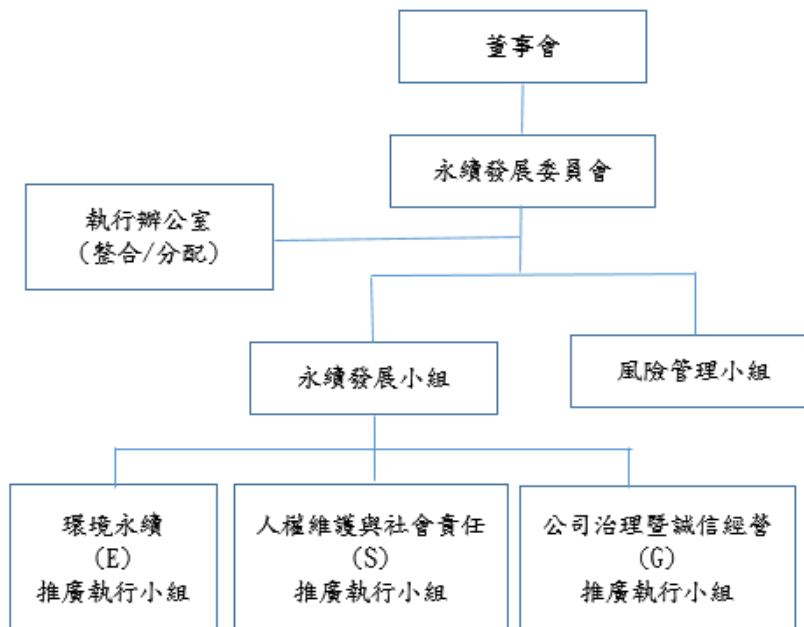 董事會
永續發展委員會
執行辦公室
(整合/分配)
永續發展小組
風險管理小組
環境永續
(E)
推廣執行小組
人權維護與社會責任
(S)
推廣執行小組
公司治理暨誠信經營
(G)
推廣執行小組